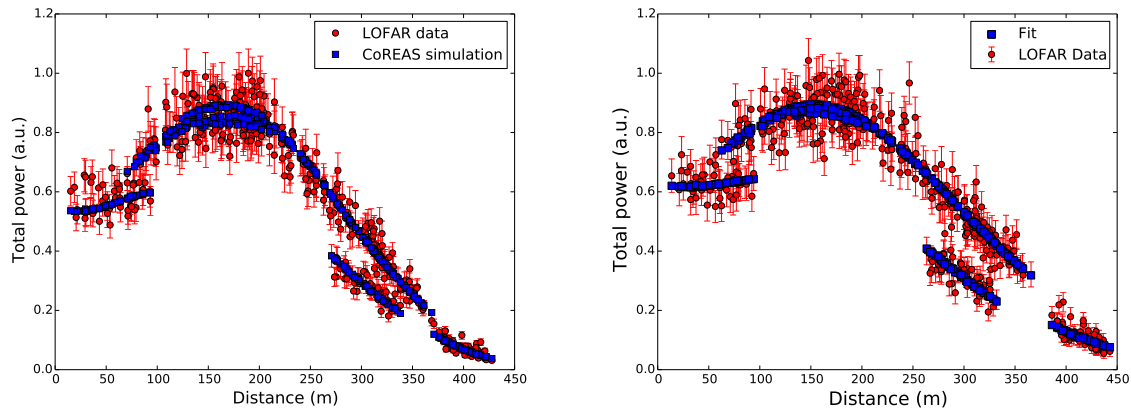 1.2
1.0
0.8
0.6
0.4
0.2
0.0
Total power (a.u.)
LOFAR data
CoREAS simulation
0 50 100 150 200 250 300 350 400 450
Distance (m)
1.2
1.0
0.8
0.6
0.4
0.2
0.0
Total power (a.u.)
Fit
LOFAR Data
0 50 100 150 200 250 300 350 400 450
Distance (m)